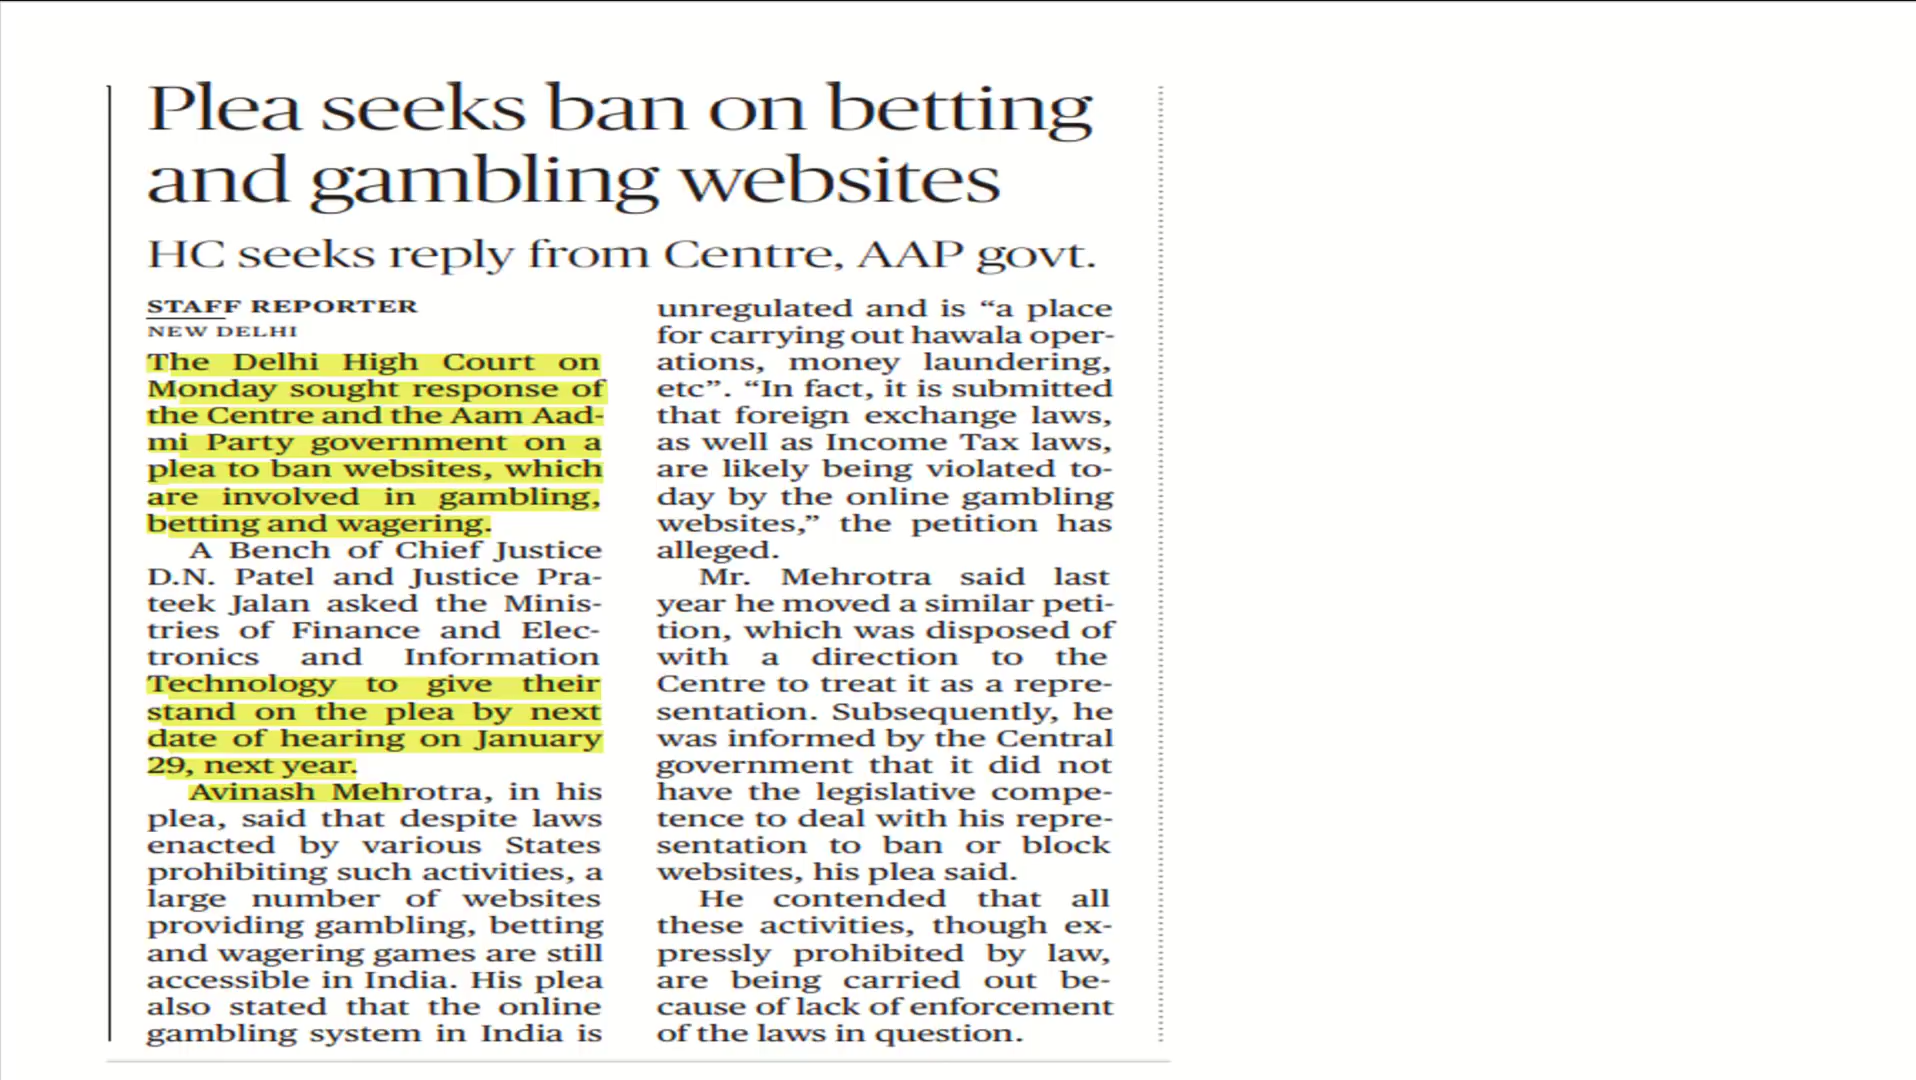 Plea seeks ban on betting
and gambling websites
HC seeks reply from Centre, AAP govt.
STAFF REPORTER
NEW DELHI
The Delhi High Court on
Monday sought response of
the Centre and the Aam Aad-
mi Party government on a
plea to ban websites, which
are involved in gambling,
betting and wagering.
A Bench of Chief Justice
D.N. Patel and Justice Pra-
teek Jalan asked the Minis-
tries of Finance and Elec-
tronics and Information
Technology to give their
stand on the plea by next
date of hearing on January
29, next year.
Avinash Mehrotra, in his
plea, said that despite laws
enacted by various States
prohibiting such activities, a
large number of websites
providing gambling, betting
and wagering games are still
accessible in India. His plea
also stated that the online
gambling system in India is
unregulated and is “a place
for carrying out hawala oper-
ations, money laundering,
etc”. “In fact, it is submitted
that foreign exchange laws,
as well as Income Tax laws,
are likely being violated to-
day by the online gambling
websites,” the petition has
alleged.
Mr. Mehrotra said last
year he moved a similar peti-
tion, which was disposed of
with a direction to the
Centre to treat it as a repre-
sentation. Subsequently, he
was informed by the Central
government that it did not
have the legislative compe-
tence to deal with his repre-
sentation to ban or block
websites, his plea said.
He contended that all
these activities, though ex-
pressly prohibited by law,
are being carried out be-
cause of lack of enforcement
of the laws in question.